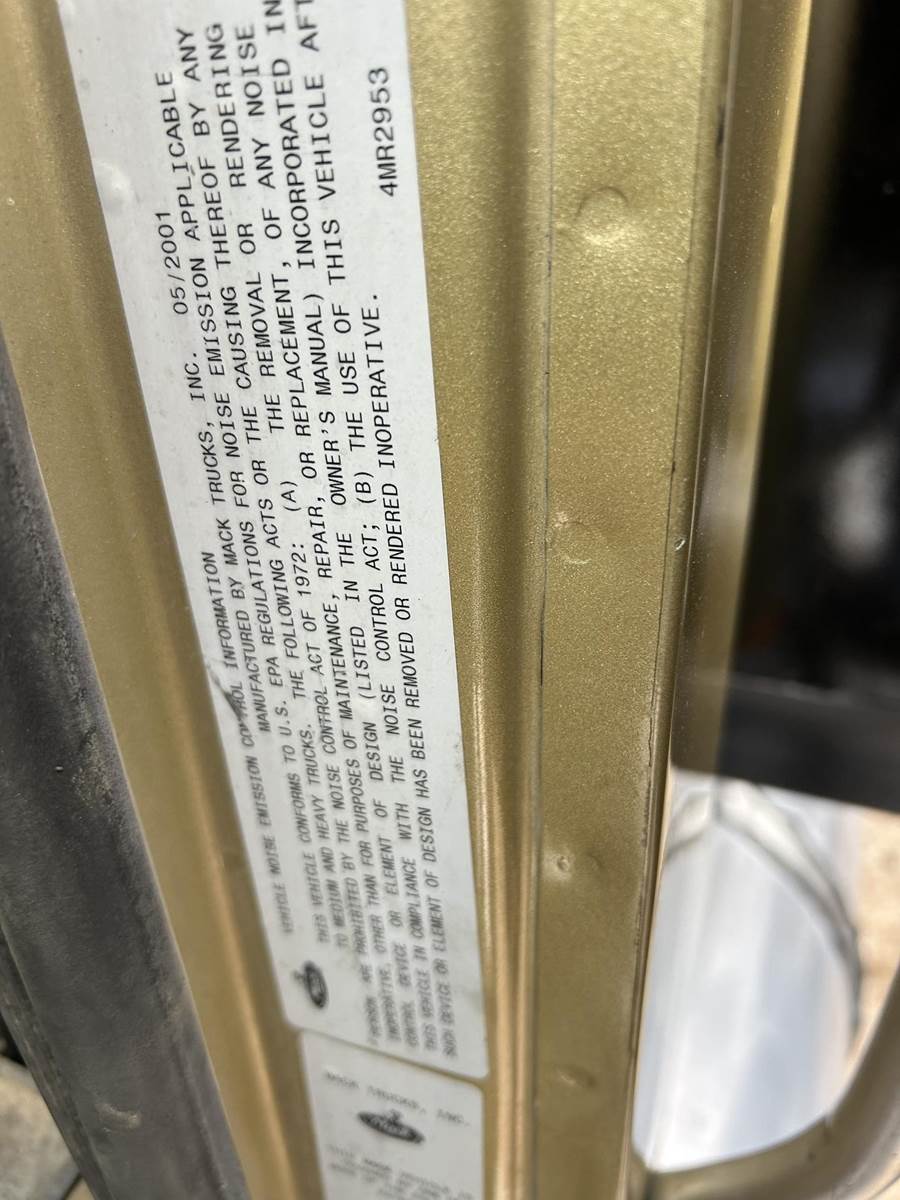 VEHICLE NOISE EMISSION CONTROL INFORMATION
MANUFACTURED BY MACK TRUCKS, INC. 05/2001
THIS VEHICLE CONFORMS TO U.S. EPA REGULATIONS FOR NOISE EMISSION APPLICABLE
TO MEDIUM AND HEAVY TRUCKS. THE FOLLOWING ACTS OR THE CAUSING THEREOF BY ANY
PERSON ARE PROHIBITED BY THE NOISE CONTROL ACT OF 1972: (A) THE REMOVAL OR RENDERING
INOPERATIVE, OTHER THAN FOR PURPOSES OF MAINTENANCE, REPAIR, OR REPLACEMENT, OF ANY NOISE
CONTROL DEVICE OR ELEMENT OF DESIGN (LISTED IN THE OWNER'S MANUAL) INCORPORATED IN
THIS VEHICLE IN COMPLIANCE WITH THE NOISE CONTROL ACT; (B) THE USE OF THIS VEHICLE AFT
SUCH DEVICE OR ELEMENT OF DESIGN HAS BEEN REMOVED OR RENDERED INOPERATIVE.
4MR2953
MACK TRUCKS, INC.